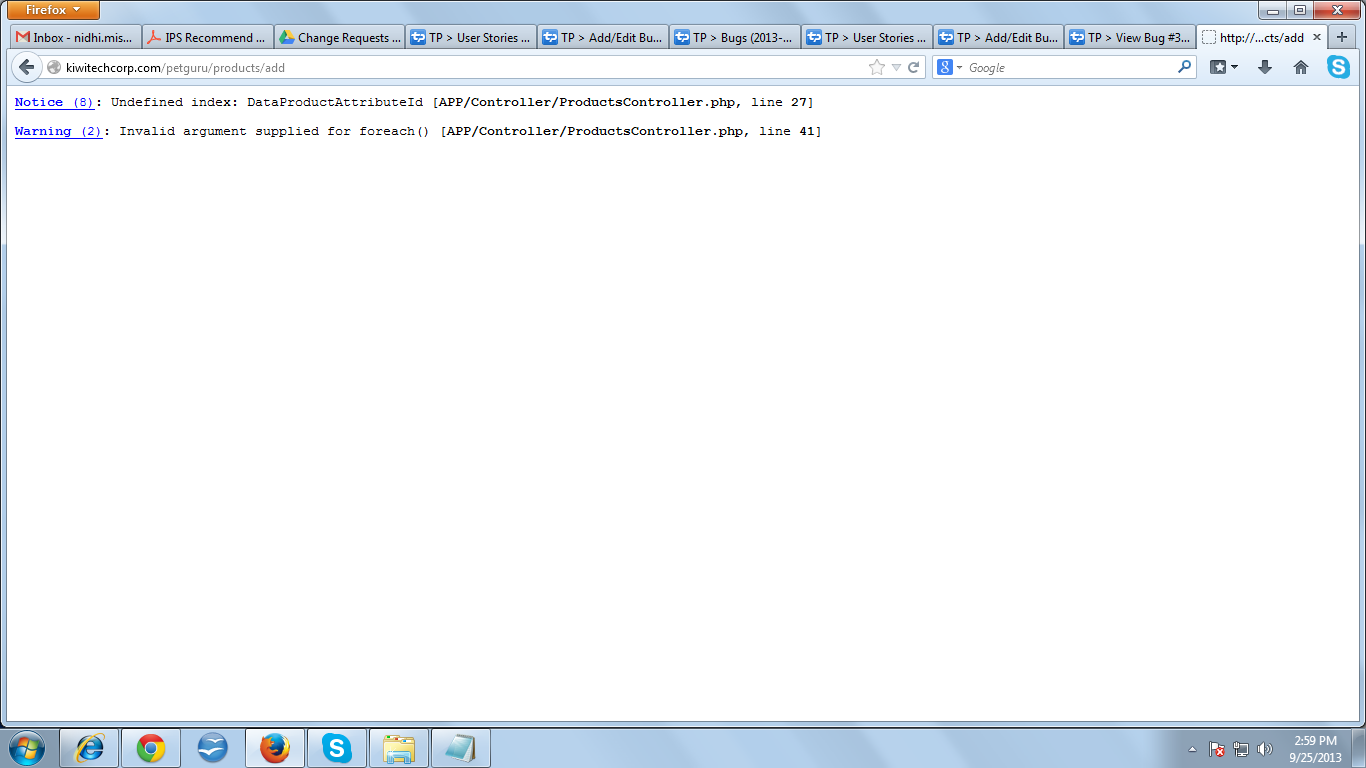 Firefox
Inbox - nidhi.mis...
IPS Recommend ...
Change Requests ...
TP > User Stories ...
TP > Add/Edit Bu...
TP > Bugs (2013-...
TP > User Stories ...
TP > Add/Edit Bu...
TP > View Bug #3...
http://...cts/add
kiwitechcorp.com/petguru/products/add
Google
Notice (8): Undefined index: DataProductAttributeId [APP/Controller/ProductsController.php, line 27]
Warning (2): Invalid argument supplied for foreach() [APP/Controller/ProductsController.php, line 41]
2:59 PM
9/25/2013